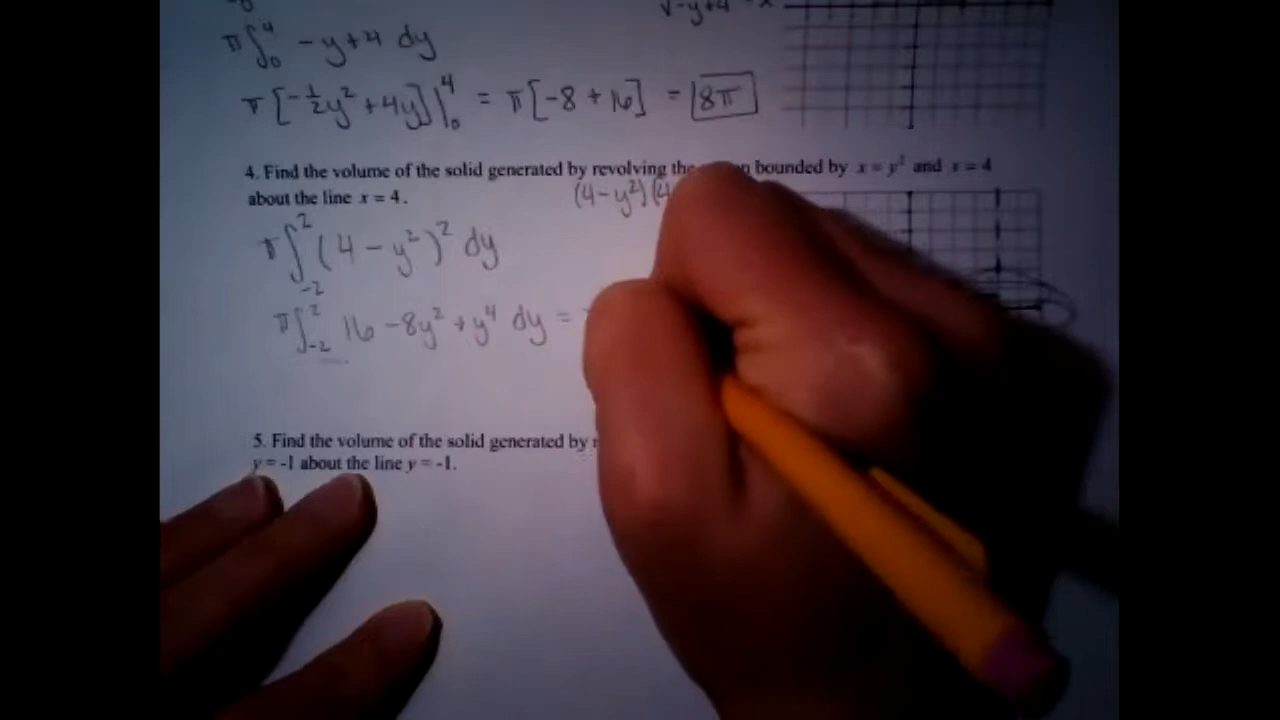 √-y+4
π∫₀⁴ -y+4 dy
π[-½y²+4y]|₀⁴ = π[-8+16] = 8π
4. Find the volume of the solid generated by revolving the bounded by x = y² and x = 4
about the line x = 4.
(4-y²)(4
π∫₋₂² (4-y²)² dy
π∫₋₂² 16-8y²+y⁴ dy =
5. Find the volume of the solid generated by
y = -1 about the line y = -1.